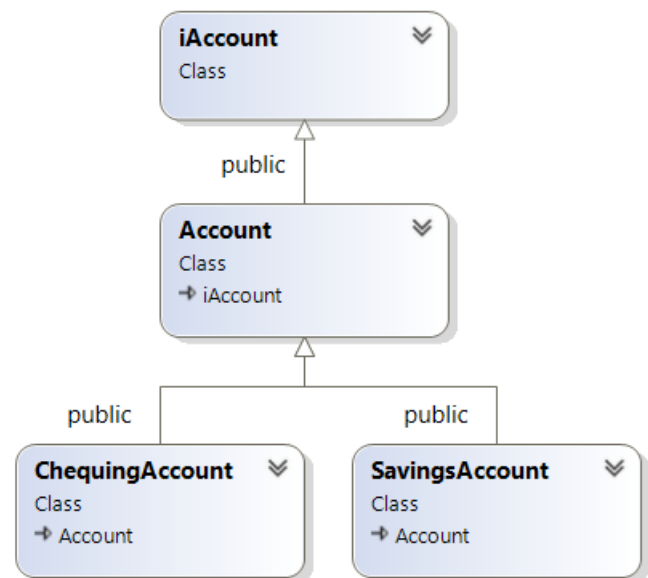 iAccount
Class
public
Account
Class
iAccount
public
public
ChequingAccount
Class
Account
SavingsAccount
Class
Account